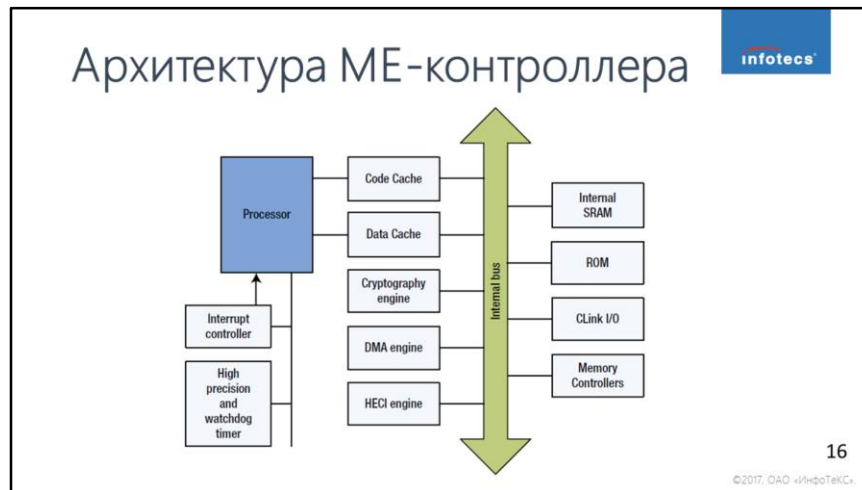 Архитектура ME-контроллера
infotecs
Processor
Code Cache
Data Cache
Cryptography
engine
DMA engine
HECI engine
Interrupt
controller
High
precision
and
watchdog
timer
Internal bus
Internal
SRAM
ROM
CLink I/O
Memory
Controllers
16
©2017, ОАО «ИнфоТеКС».